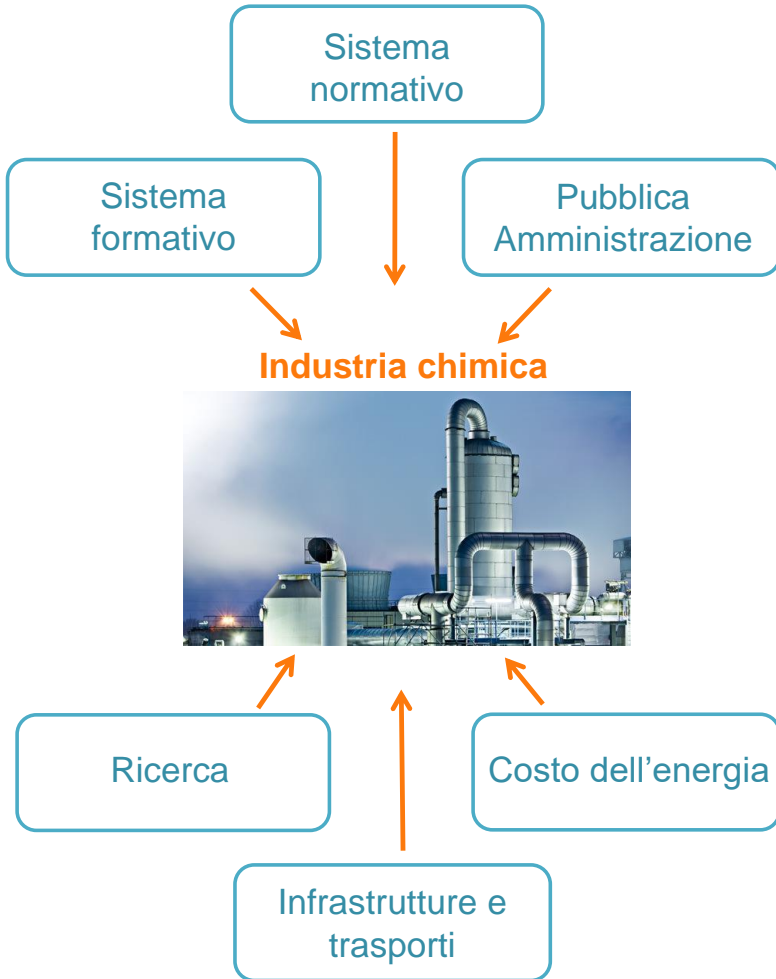 Sistema
normativo
Sistema
formativo
Pubblica
Amministrazione
Industria chimica
Ricerca
Costo dell’energia
Infrastrutture e
trasporti